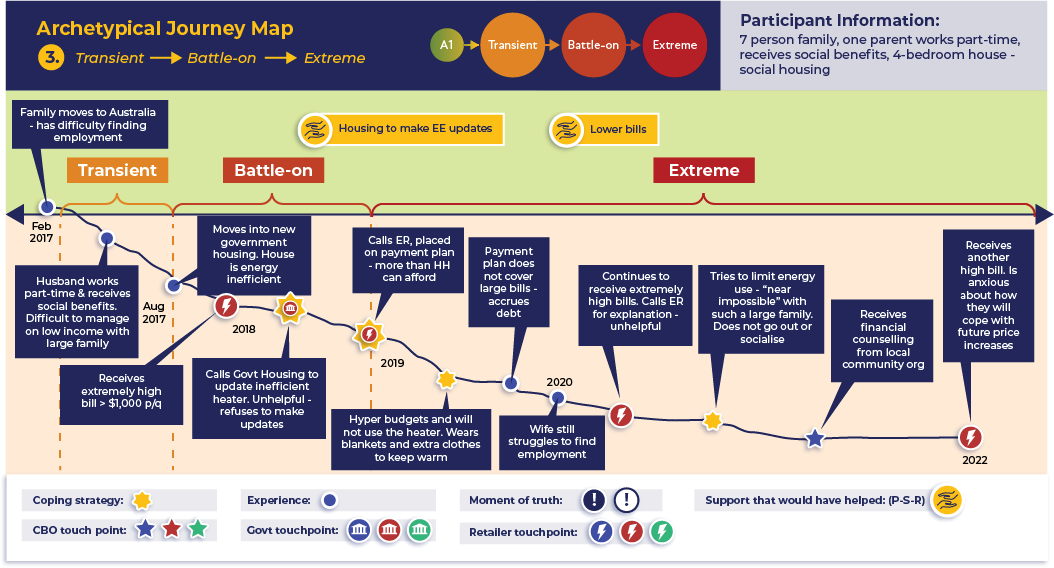 Archetypical Journey Map
3. Transient Battle-on Extreme
A1
Transient
Battle-on
Extreme
Participant Information:
7 person family, one parent works part-time,
receives social benefits, 4-bedroom house -
social housing
Family moves to Australia
- has difficulty finding
employment
Housing to make EE updates
Lower bills
Transient
Battle-on
Extreme
Feb
2017
Husband works
part-time & receives
social benefits.
Difficult to manage
on low income with
large family
Aug
2017
Moves into new
government
housing. House
is energy
inefficient
2018
Receives
extremely high
bill > $1,000 p/q
Calls Govt Housing to
update inefficient
heater. Unhelpful -
refuses to make
updates
Calls ER, placed
on payment plan
- more than HH
can afford
2019
Hyper budgets and will
not use the heater. Wears
blankets and extra clothes
to keep warm
Payment
plan does
not cover
large bills -
accrues
debt
2020
Wife still
struggles to find
employment
Continues to
receive extremely
high bills. Calls ER
for explanation -
unhelpful
Tries to limit energy
use - “near
impossible” with
such a large family.
Does not go out or
socialise
Receives
financial
counselling
from local
community org
Receives
another
high bill. Is
anxious
about how
they will
cope with
future price
increases
2022
Coping strategy:
Experience:
Moment of truth:
Support that would have helped: (P-S-R)
CBO touch point:
Govt touchpoint:
Retailer touchpoint: